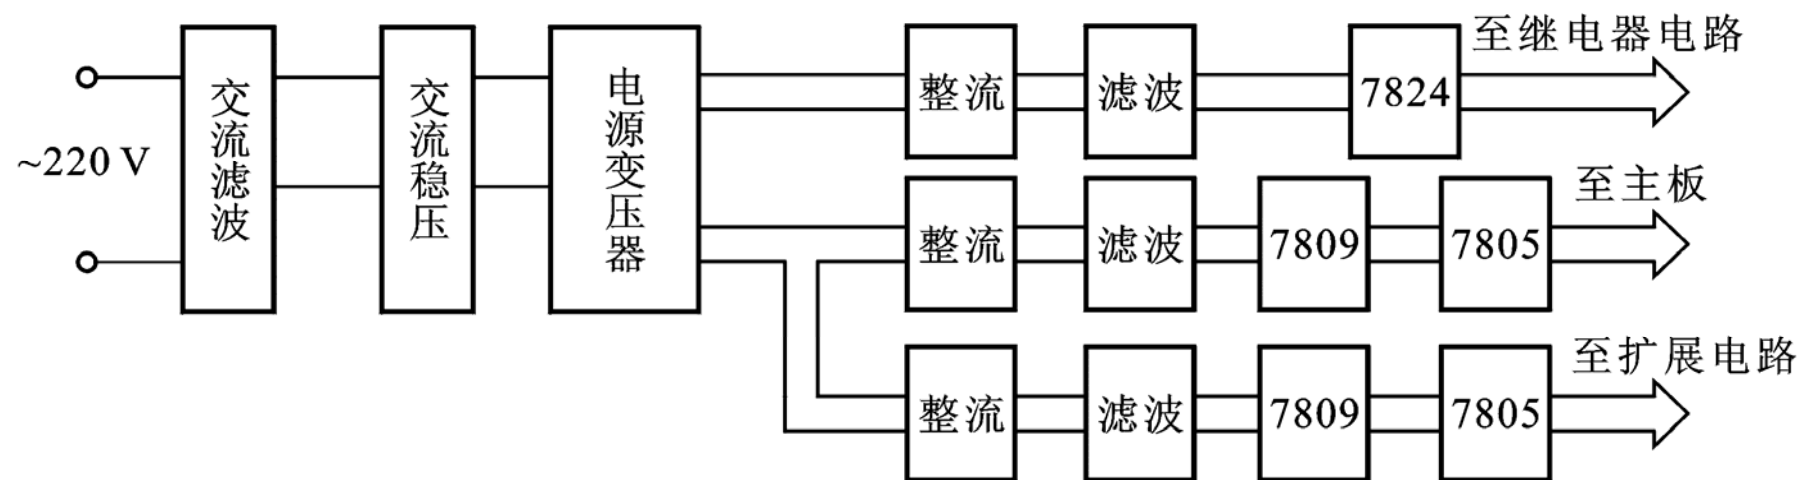 ~220 V
交流滤波
交流稳压
电源变压器
整流
滤波
7824
至继电器电路
整流
滤波
7809
7805
至主板
整流
滤波
7809
7805
至扩展电路